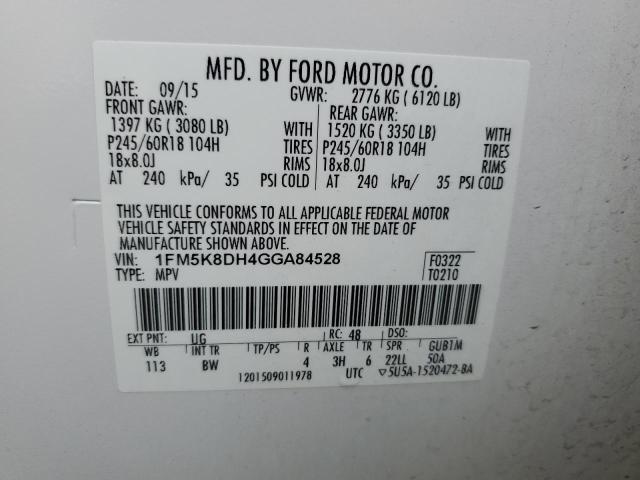 MFD. BY FORD MOTOR CO.
DATE: 09/15 GVWR: 2776 KG ( 6120 LB)
FRONT GAWR: REAR GAWR:
1397 KG ( 3080 LB) WITH 1520 KG ( 3350 LB) WITH
P245/60R18 104H TIRES P245/60R18 104H TIRES
18x8.0J RIMS 18x8.0J RIMS
AT 240 kPa/ 35 PSI COLD AT 240 kPa/ 35 PSI COLD
THIS VEHICLE CONFORMS TO ALL APPLICABLE FEDERAL MOTOR
VEHICLE SAFETY STANDARDS IN EFFECT ON THE DATE OF
MANUFACTURE SHOWN ABOVE.
VIN: 1FM5K8DH4GGA84528 F0322
TYPE: MPV T0210
EXT PNT: UG RC: 48 DSO:
WB INT TR TP/PS R AXLE TR SPR GUB1M
113 BW 4 3H 6 22LL 50A
1201509011978 UTC ▽5U5A-1520472-BA